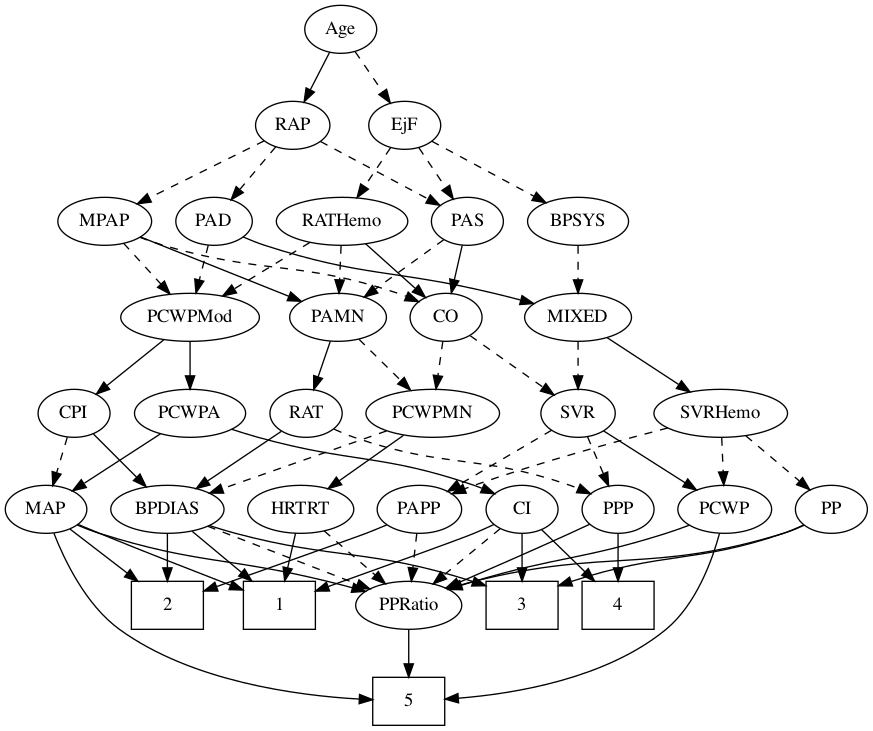 Age
RAP EjF
MPAP PAD RATHemo PAS BPSYS
PCWPMod PAMN CO MIXED
CPI PCWPA RAT PCWPMN SVR SVRHemo
MAP BPDIAS HRTRT PAPP CI PPP PCWP PP
2 1 PPRatio 3 4
5